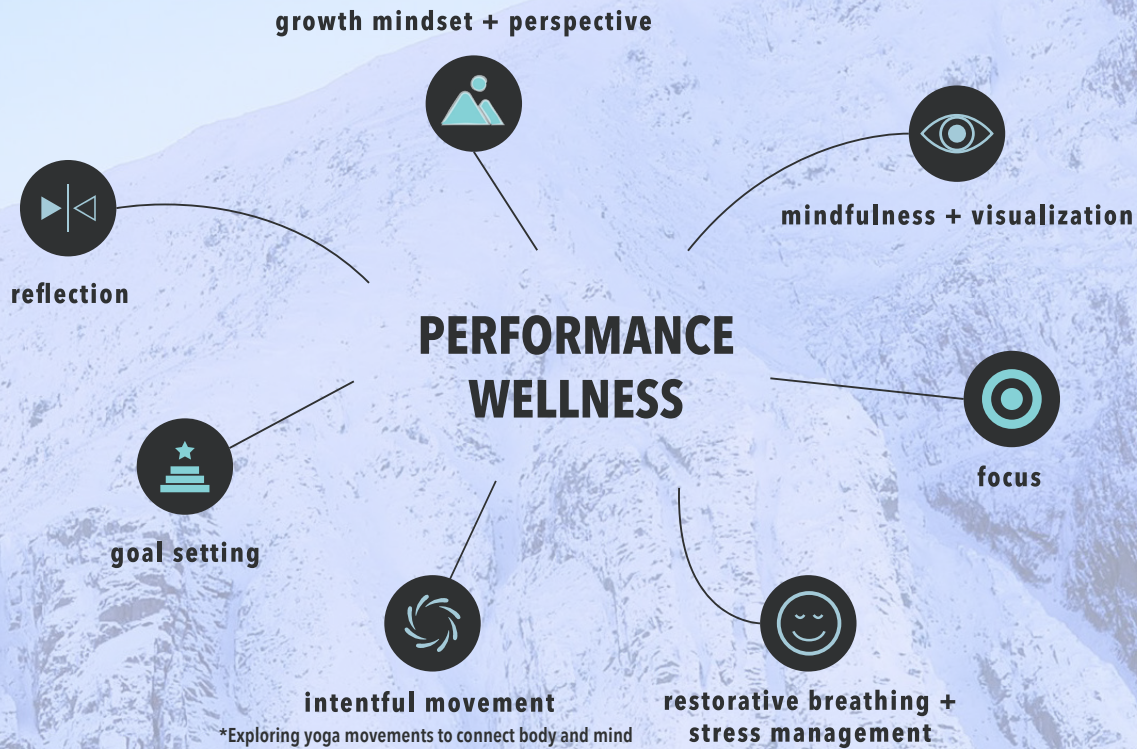 growth mindset + perspective
mindfulness + visualization
reflection
PERFORMANCE
WELLNESS
focus
goal setting
intentful movement
*Exploring yoga movements to connect body and mind
restorative breathing +
stress management